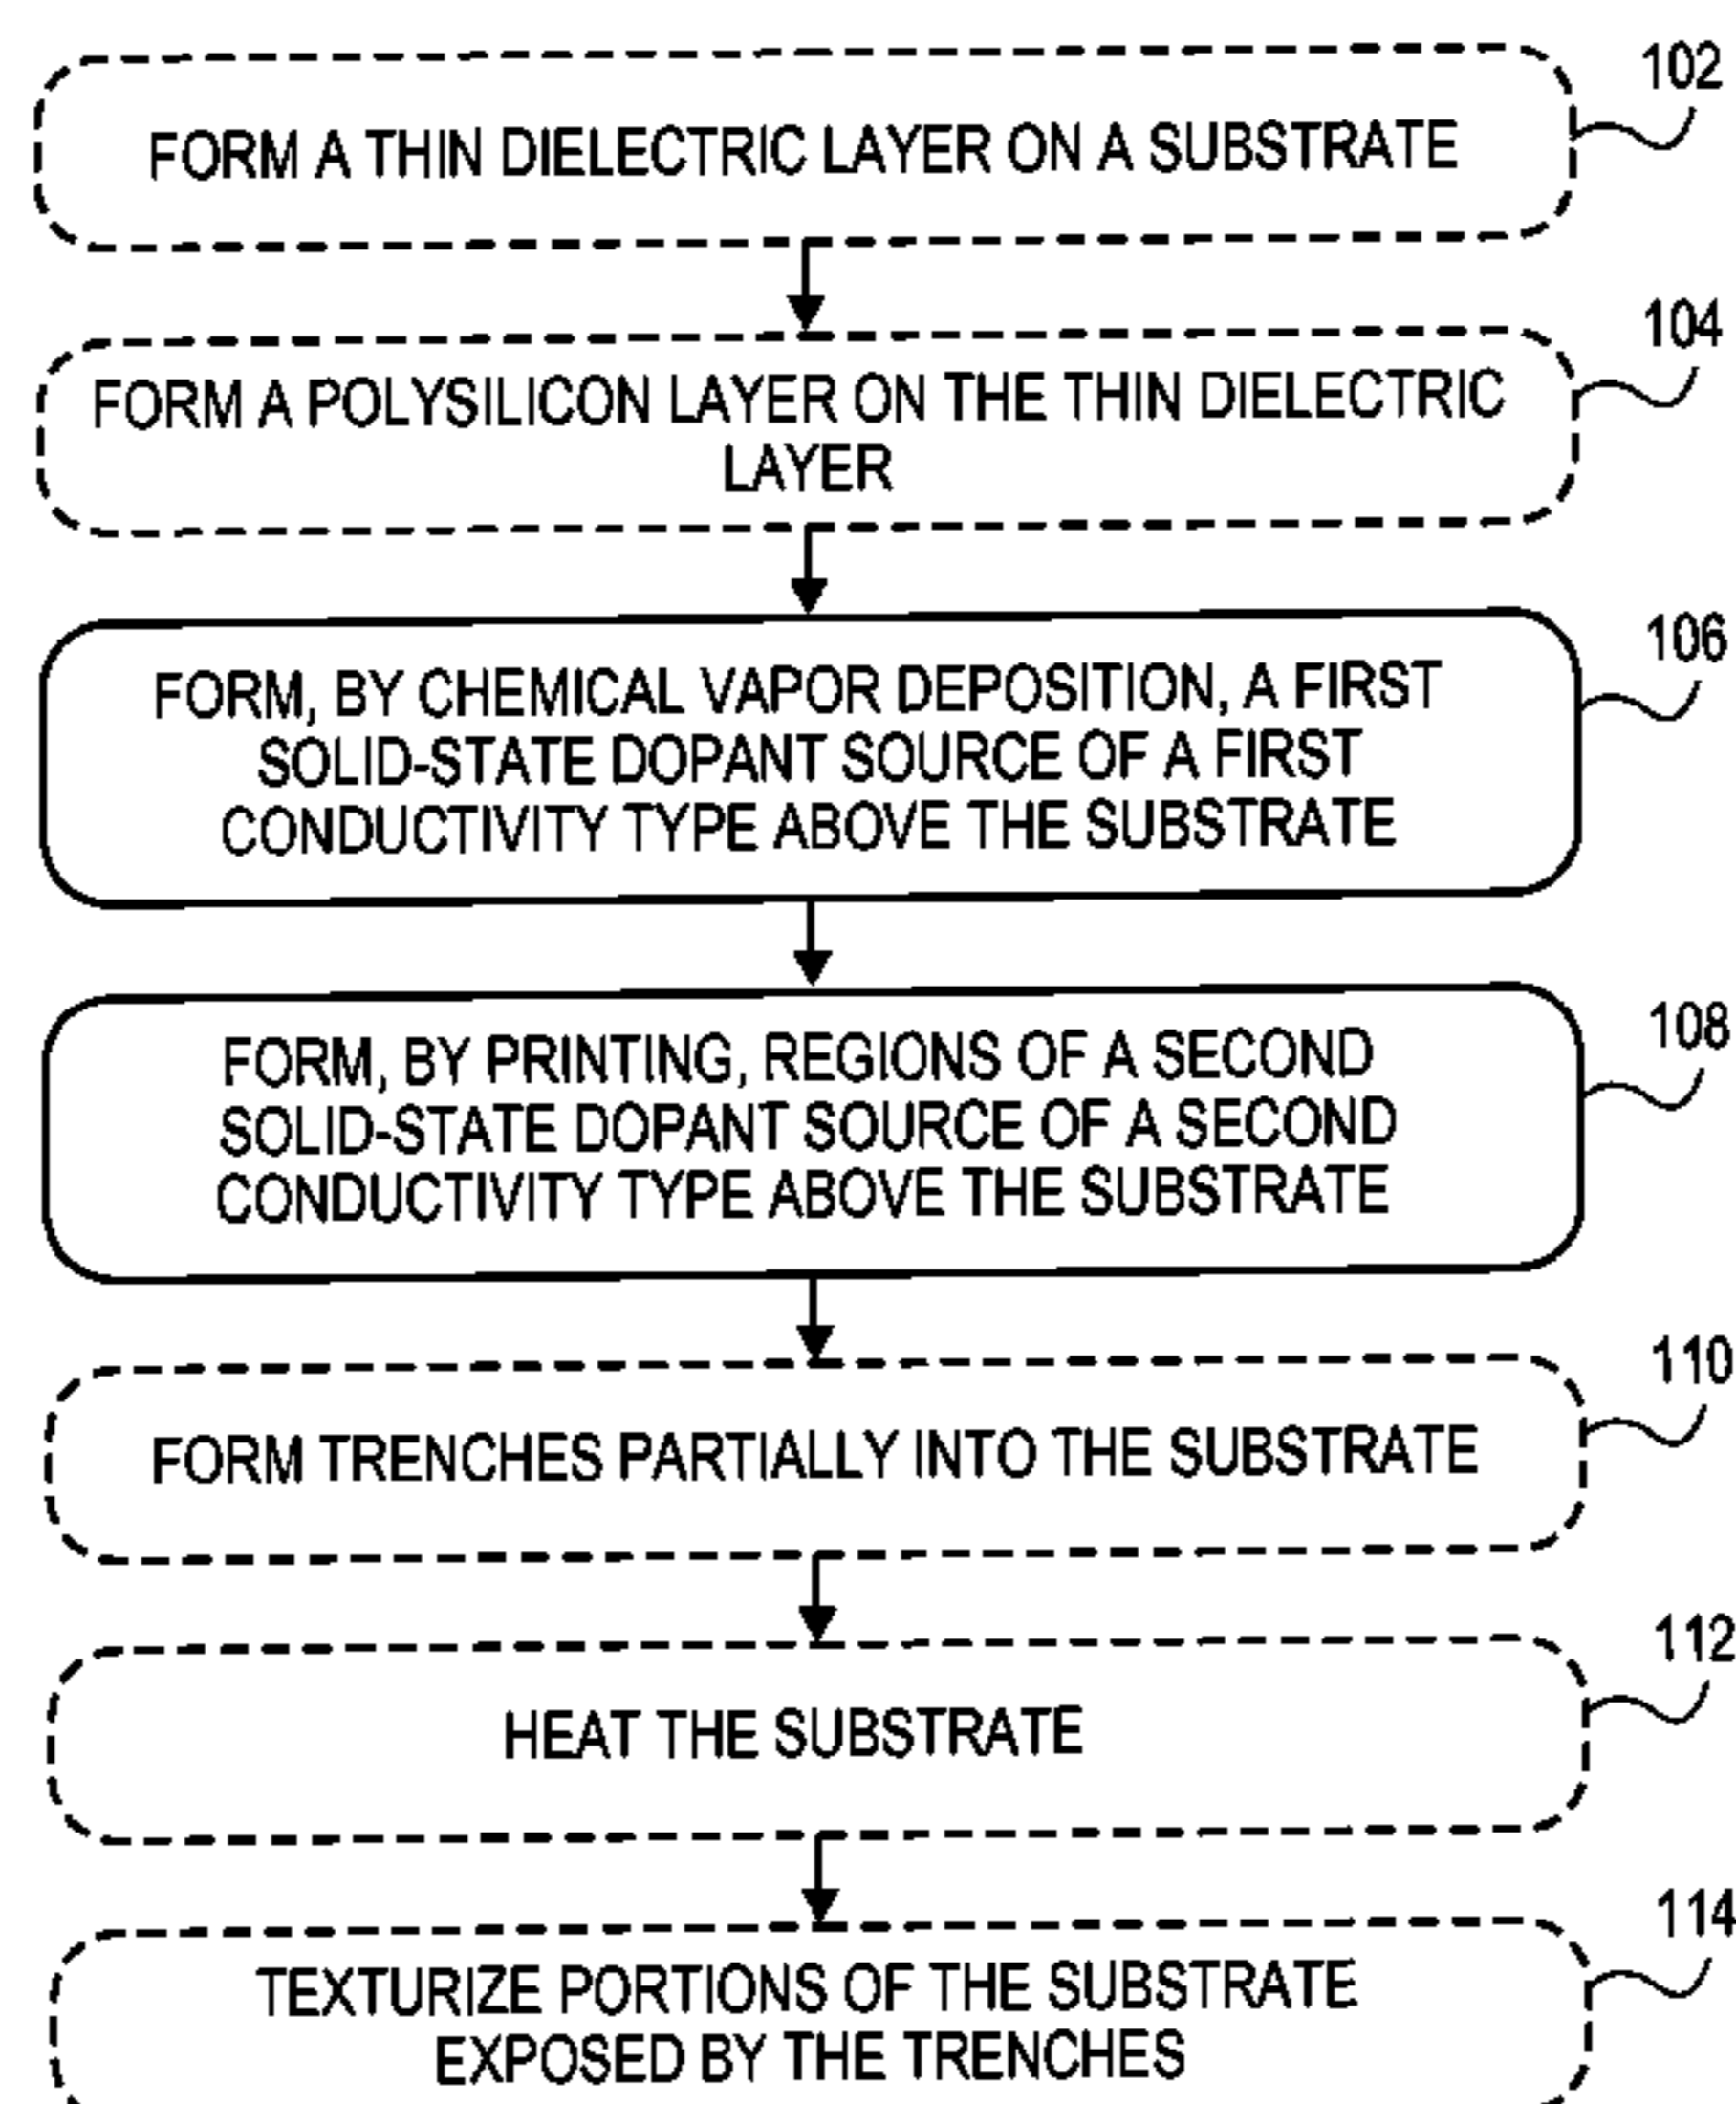 102
FORM A THIN DIELECTRIC LAYER ON A SUBSTRATE
104
FORM A POLYSILICON LAYER ON THE THIN DIELECTRIC
LAYER
106
FORM, BY CHEMICAL VAPOR DEPOSITION, A FIRST
SOLID-STATE DOPANT SOURCE OF A FIRST
CONDUCTIVITY TYPE ABOVE THE SUBSTRATE
108
FORM, BY PRINTING, REGIONS OF A SECOND
SOLID-STATE DOPANT SOURCE OF A SECOND
CONDUCTIVITY TYPE ABOVE THE SUBSTRATE
110
FORM TRENCHES PARTIALLY INTO THE SUBSTRATE
112
HEAT THE SUBSTRATE
114
TEXTURIZE PORTIONS OF THE SUBSTRATE
EXPOSED BY THE TRENCHES